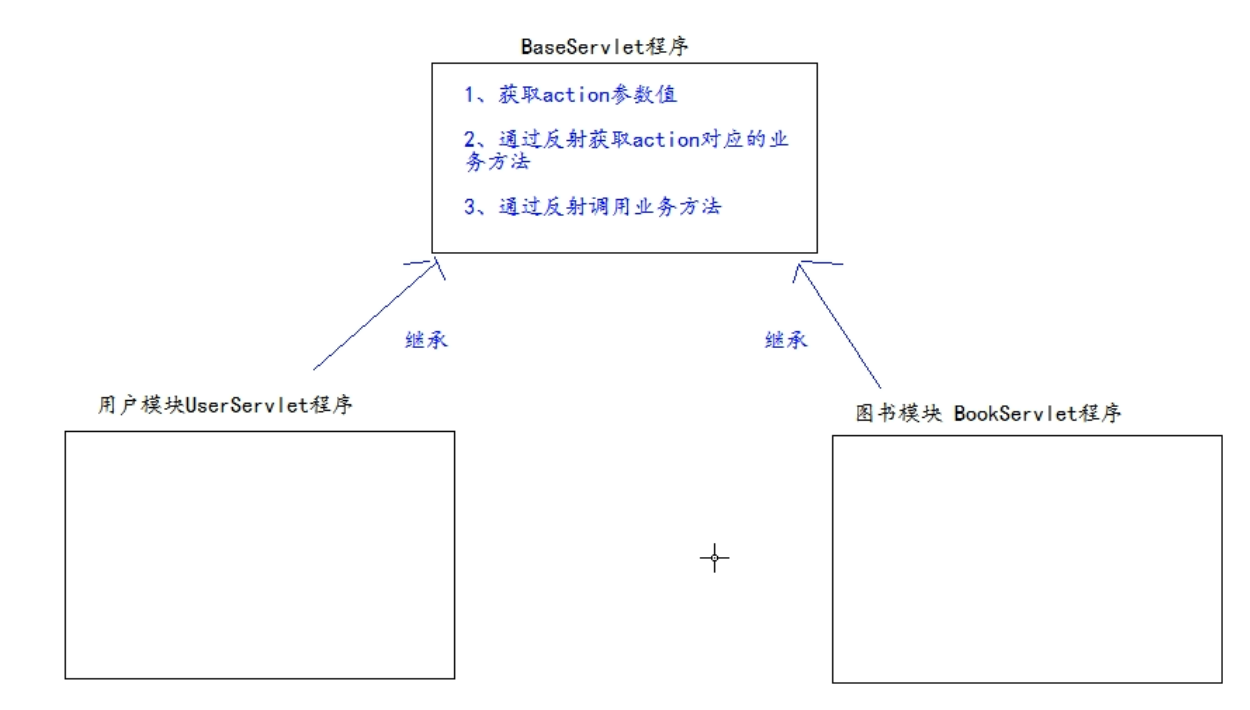 BaseServlet程序
1、获取action参数值
2、通过反射获取action对应的业
务方法
3、通过反射调用业务方法
继承
继承
用户模块UserServlet程序
图书模块 BookServlet程序